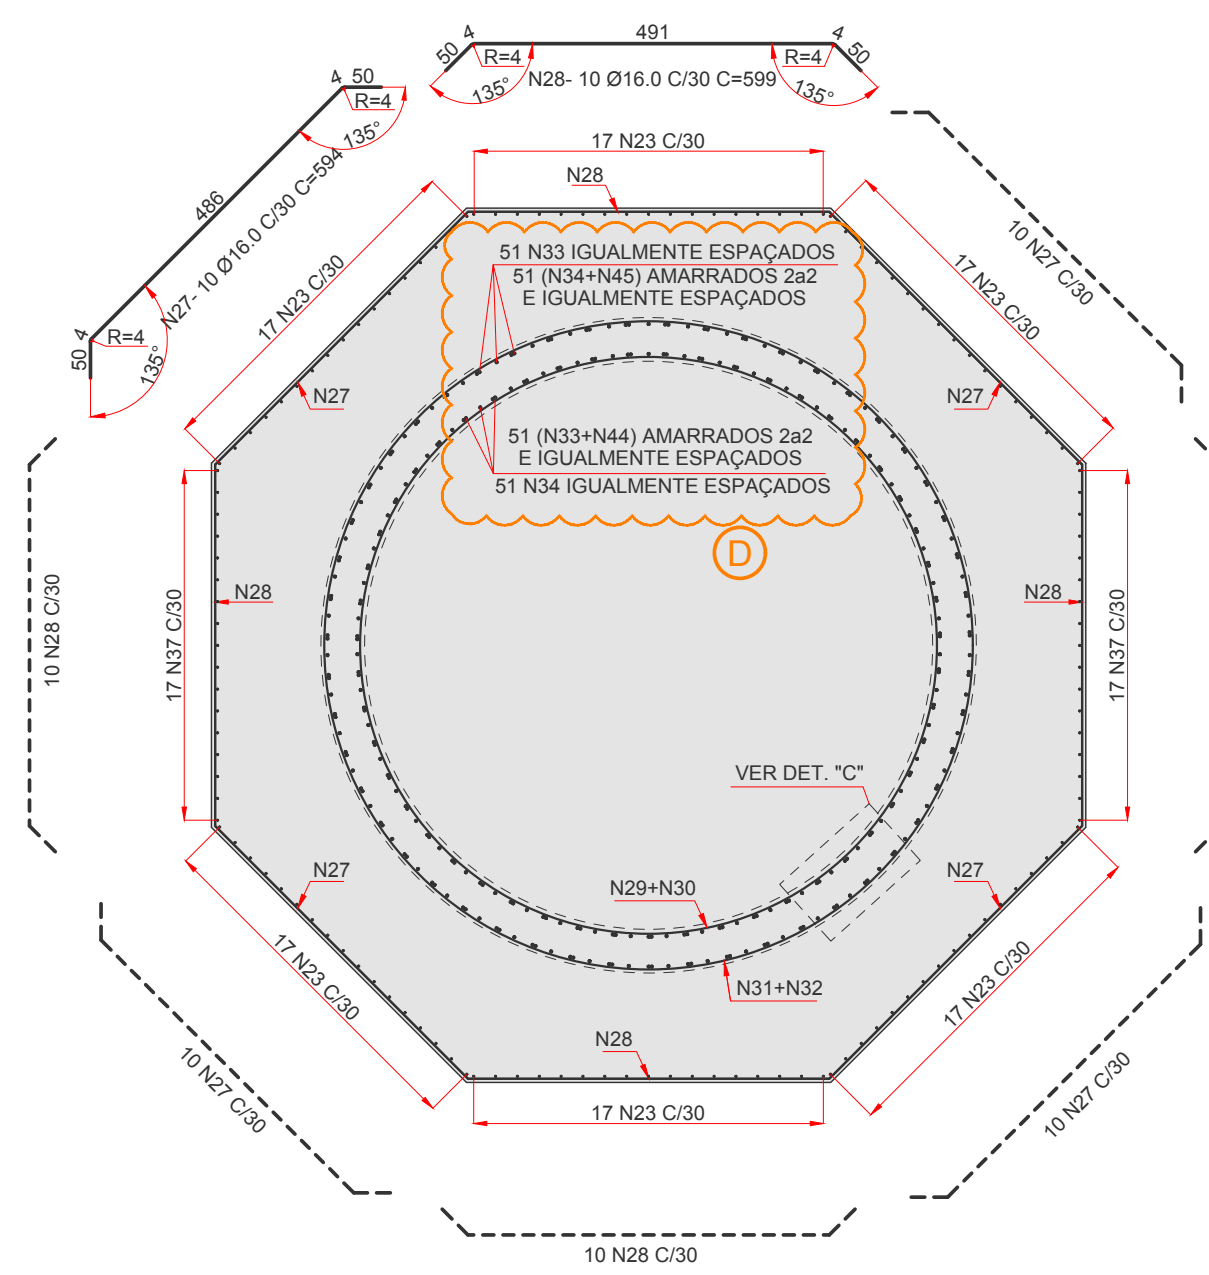 4
491
4
50
50
R=4
R=4
135°
N28- 10 Ø16.0 C/30 C=599
135°
4
50
R=4
135°
486
N27- 10 Ø16.0 C/30 C=594
4
50
R=4
135°
17 N23 C/30
N28
10 N27 C/30
17 N23 C/30
17 N23 C/30
51 N33 IGUALMENTE ESPAÇADOS
51 (N34+N45) AMARRADOS 2a2
E IGUALMENTE ESPAÇADOS
N27
N27
51 (N33+N44) AMARRADOS 2a2
E IGUALMENTE ESPAÇADOS
51 N34 IGUALMENTE ESPAÇADOS
D
10 N28 C/30
17 N37 C/30
N28
N28
17 N37 C/30
VER DET. "C"
N27
N29+N30
N27
17 N23 C/30
N31+N32
17 N23 C/30
N28
10 N27 C/30
17 N23 C/30
10 N27 C/30
10 N28 C/30